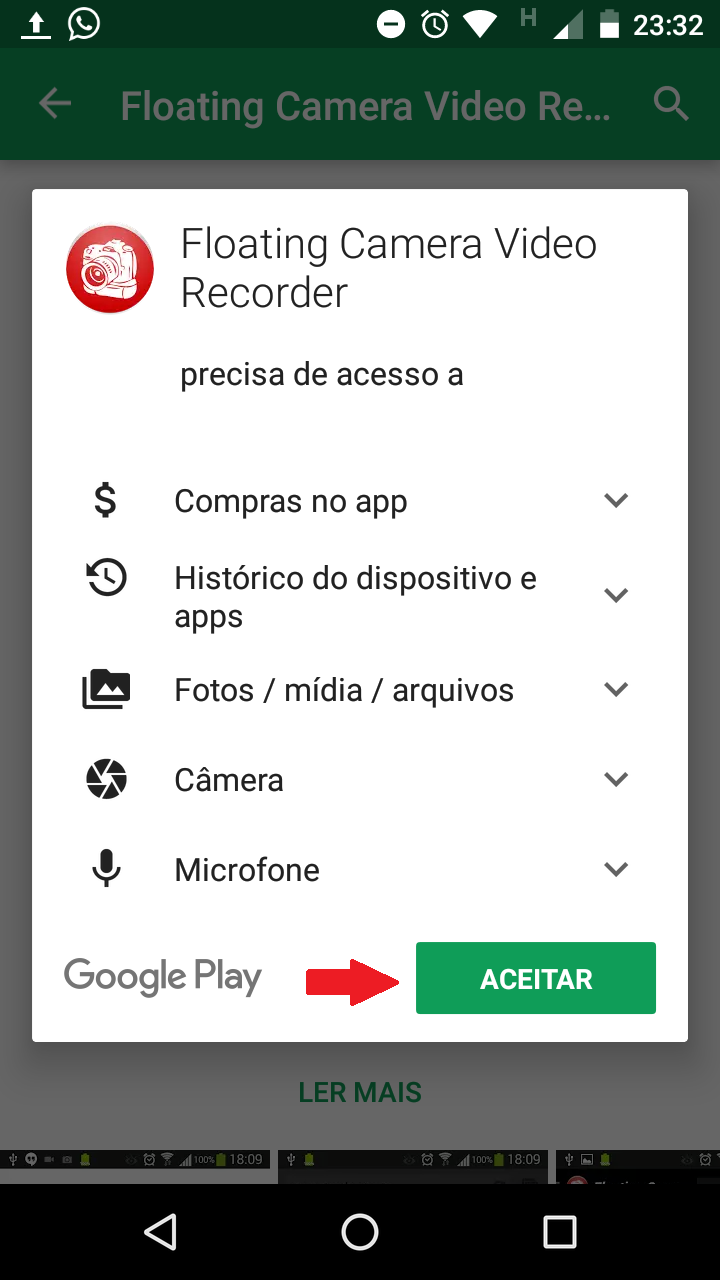 H 23:32
Floating Camera Video Re...
Floating Camera Video
Recorder
precisa de acesso a
$ Compras no app
Histórico do dispositivo e
apps
Fotos / mídia / arquivos
Câmera
Microfone
Google Play
ACEITAR
LER MAIS
100% 18:09
100% 18:09